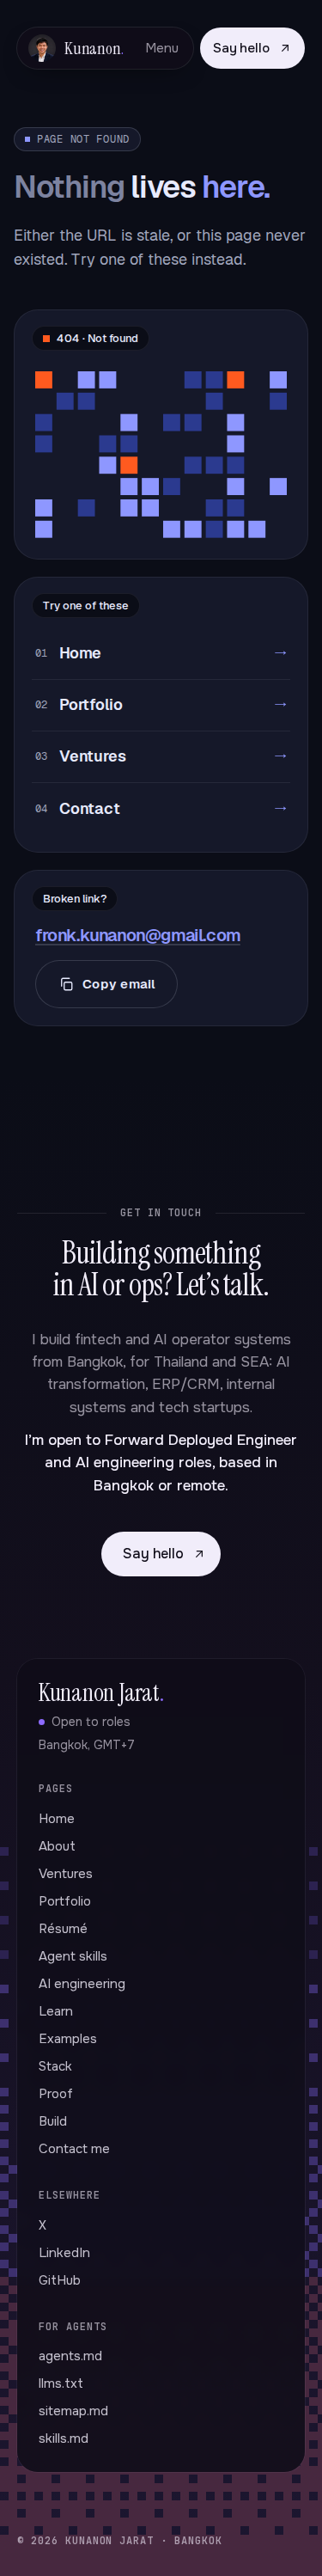 Kunanon.
Menu
Say hello
PAGE NOT FOUND
Nothing lives here.
Either the URL is stale, or this page never
existed. Try one of these instead.
404 · Not found
Try one of these
01 Home →
02 Portfolio →
03 Ventures →
04 Contact →
Broken link?
fronk.kunanon@gmail.com
Copy email
GET IN TOUCH
Building something
in AI or ops? Let's talk.
I build fintech and AI operator systems
from Bangkok, for Thailand and SEA: AI
transformation, ERP/CRM, internal
systems and tech startups.
I'm open to Forward Deployed Engineer
and AI engineering roles, based in
Bangkok or remote.
Say hello
Kunanon Jarat.
Open to roles
Bangkok, GMT+7
PAGES
Home
About
Ventures
Portfolio
Résumé
Agent skills
AI engineering
Learn
Examples
Stack
Proof
Build
Contact me
ELSEWHERE
X
LinkedIn
GitHub
FOR AGENTS
agents.md
llms.txt
sitemap.md
skills.md
© 2026 KUNANON JARAT · BANGKOK